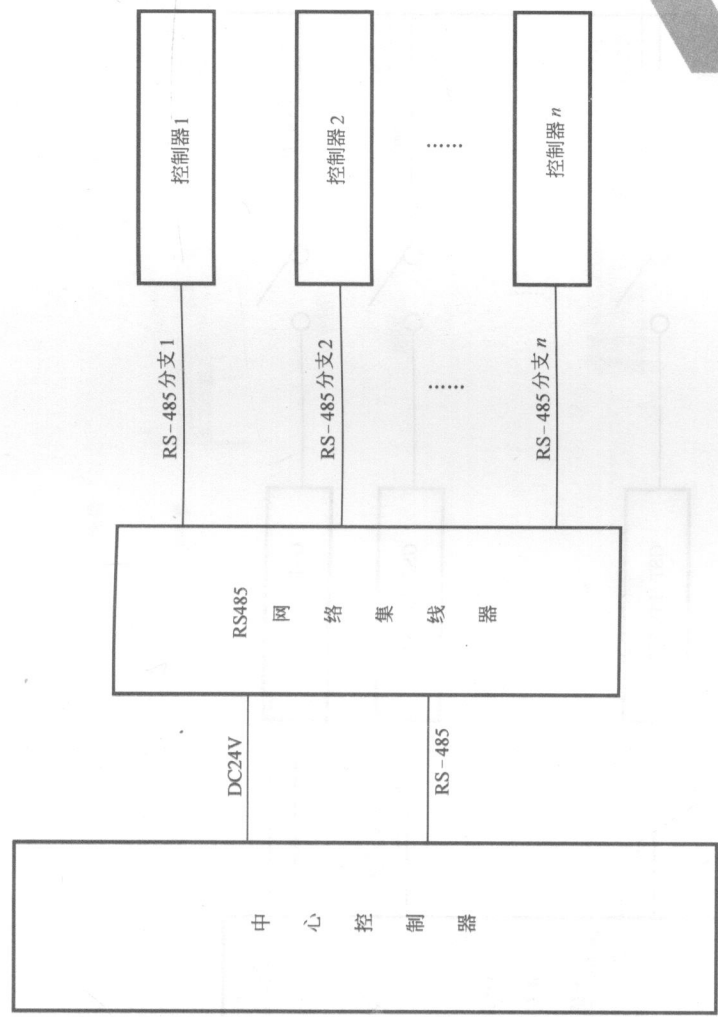 中心控制器
DC24V
RS-485
RS485
网络集线器
RS-485分支1
RS-485分支2
……
RS-485分支n
控制器1
控制器2
……
控制器n